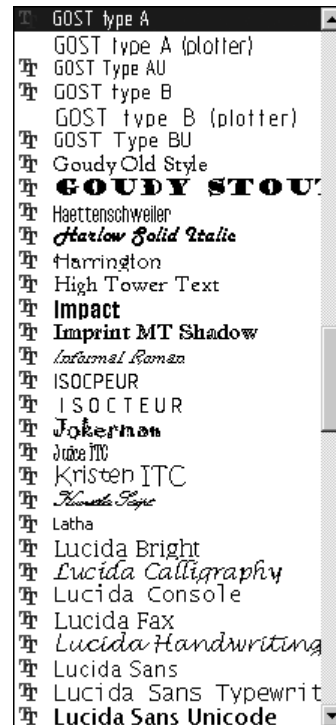 GOST type A
GOST type A (plotter)
GOST Type AU
GOST type B
GOST type B (plotter)
GOST Type BU
Goudy Old Style
GOUDY STOUT
Haettenschweiler
Harlow Solid Italic
Harrington
High Tower Text
Impact
Imprint MT Shadow
Informal Roman
ISOCPEUR
ISOCTEUR
Jokerman
Juice ITC
Kristen ITC
Kunstler Script
Latha
Lucida Bright
Lucida Calligraphy
Lucida Console
Lucida Fax
Lucida Handwriting
Lucida Sans
Lucida Sans Typewrit
Lucida Sans Unicode